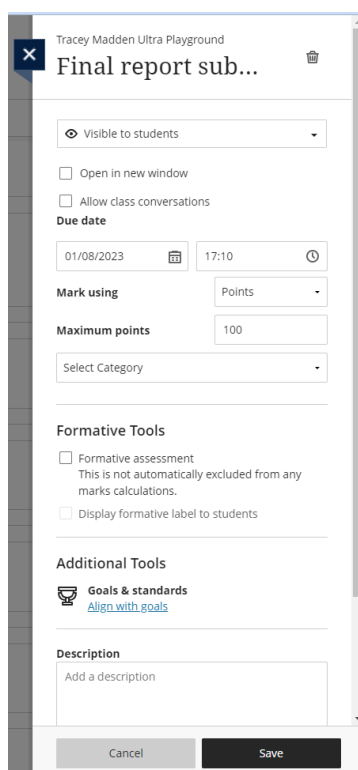 Tracey Madden Ultra Playground
Final report sub...
Visible to students
Open in new window
Allow class conversations
Due date
01/08/2023
17:10
Mark using
Points
Maximum points
100
Select Category
Formative Tools
Formative assessment
This is not automatically excluded from any
marks calculations.
Display formative label to students
Additional Tools
Goals & standards
Align with goals
Description
Add a description
Cancel
Save